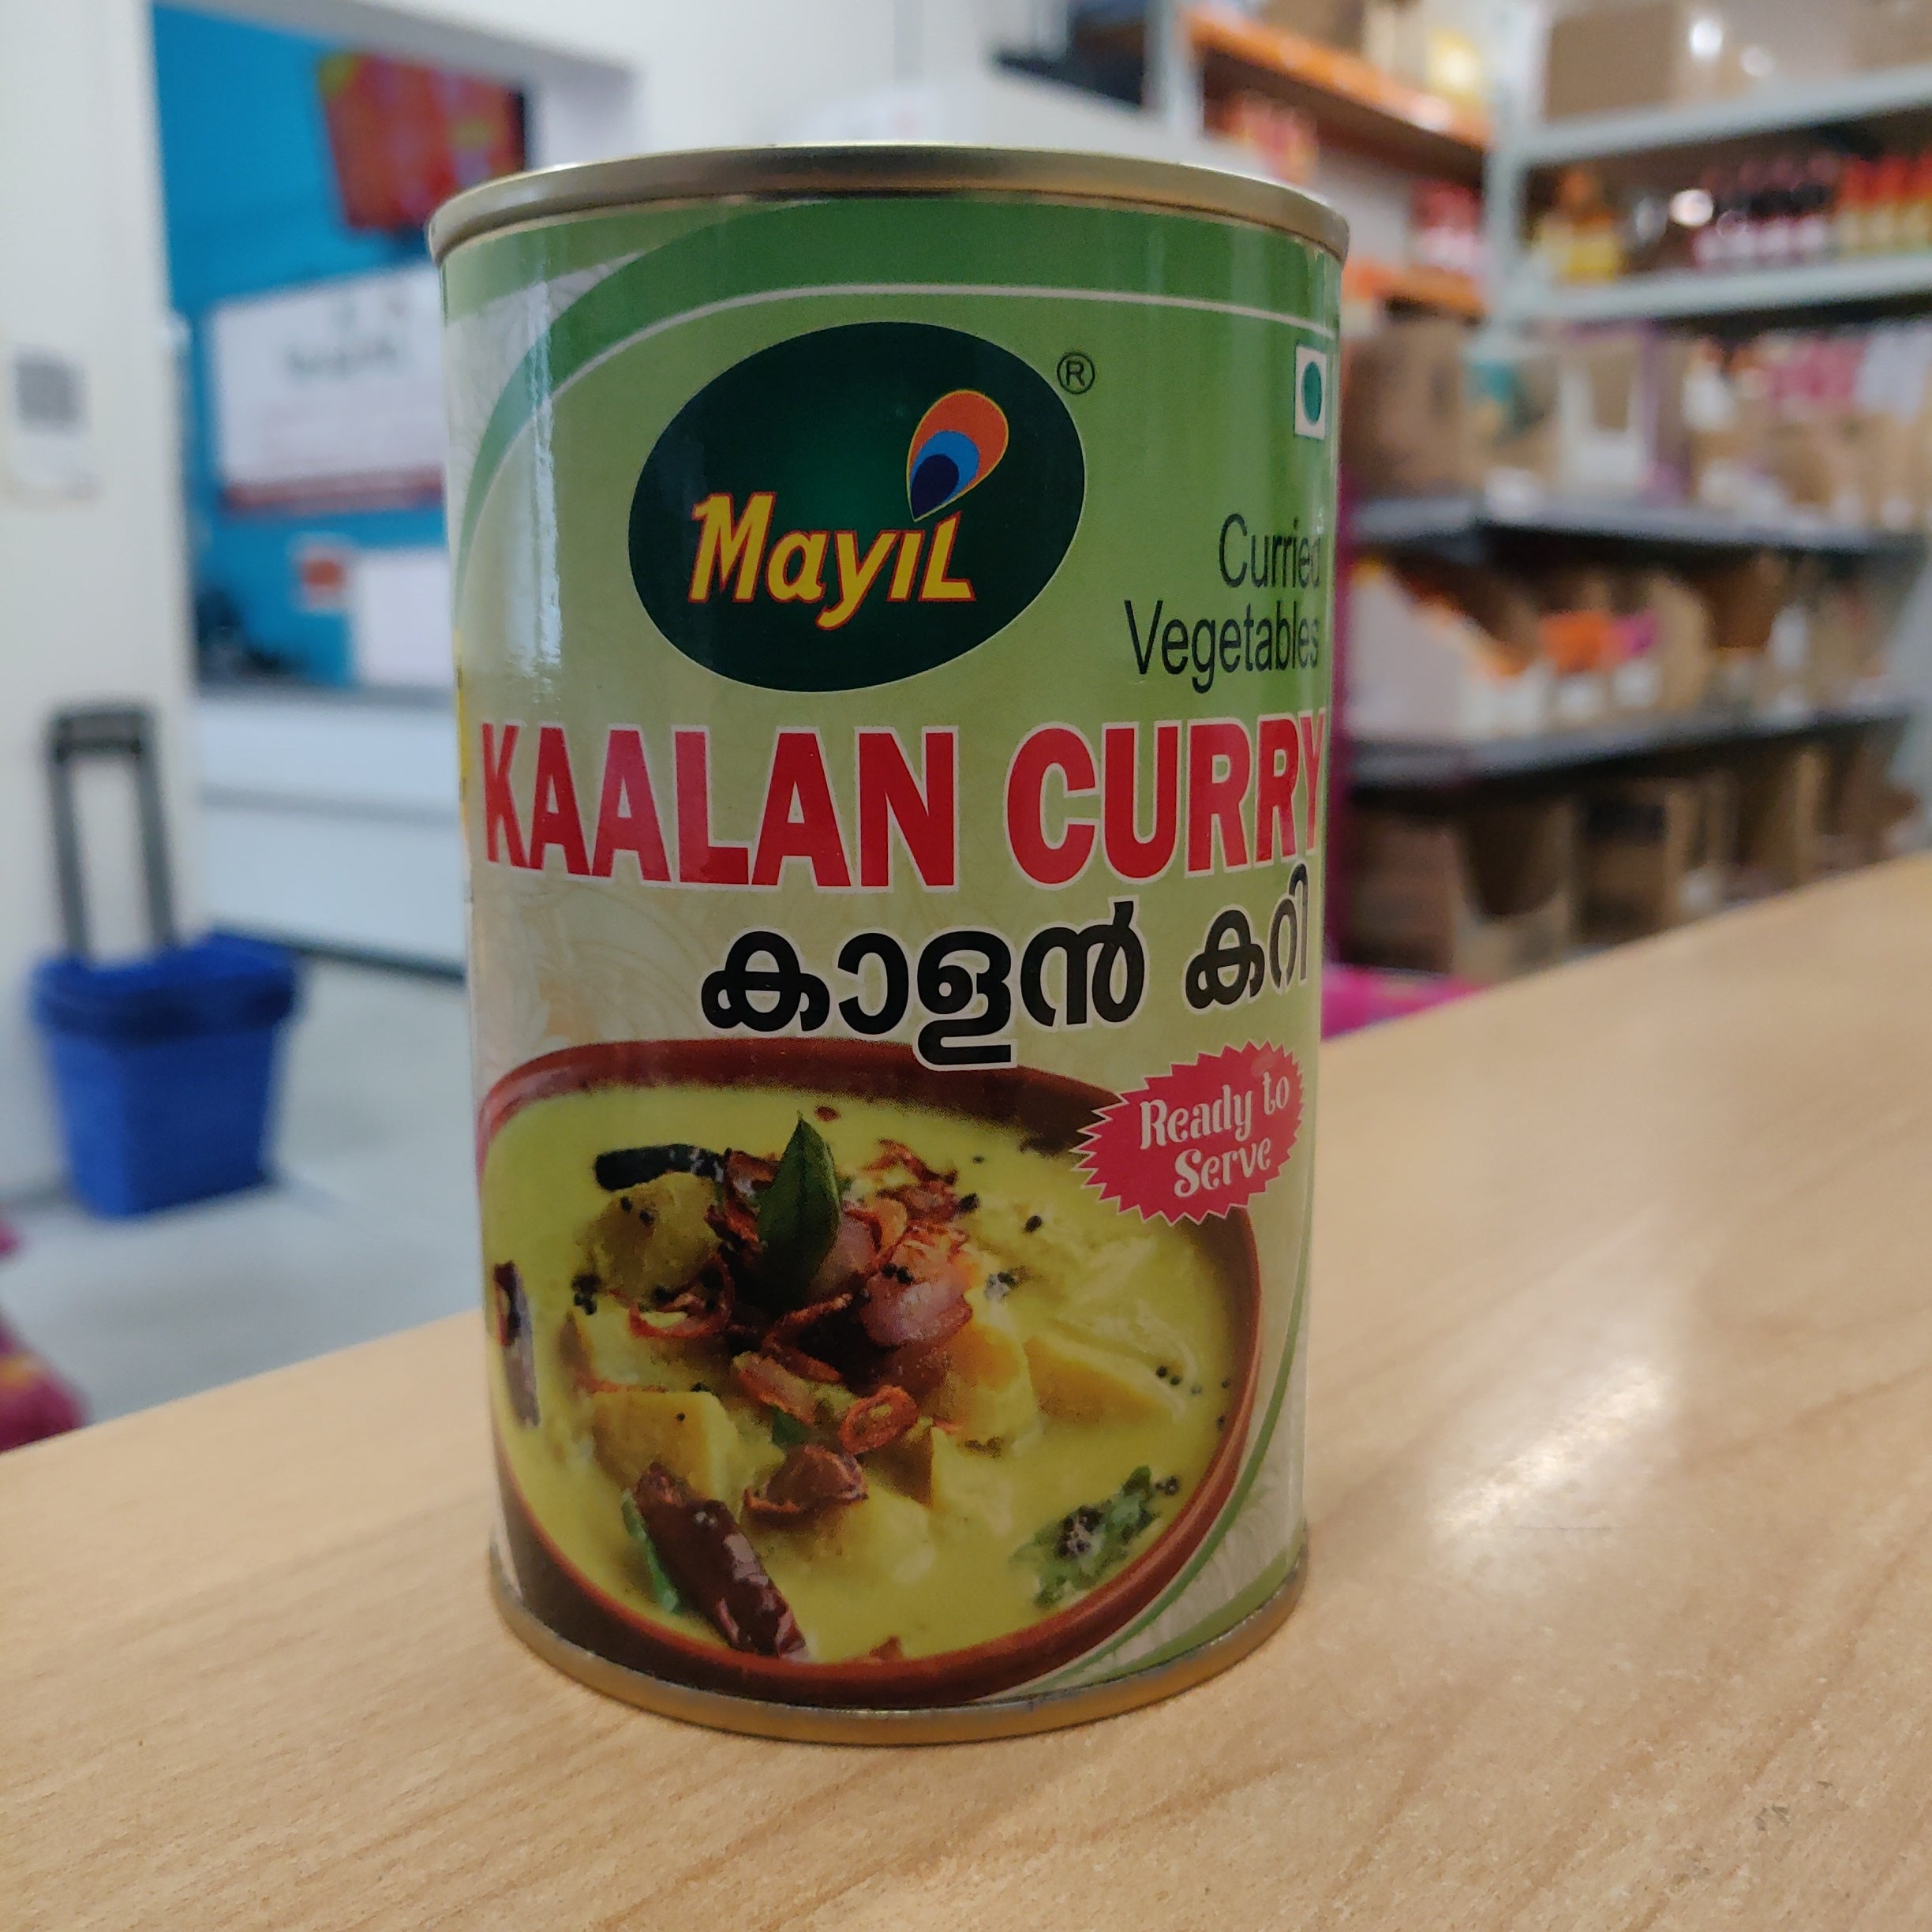 Mayil
®
Curried
Vegetables
KAALAN CURRY
കാളൻ കറി
Ready to
Serve